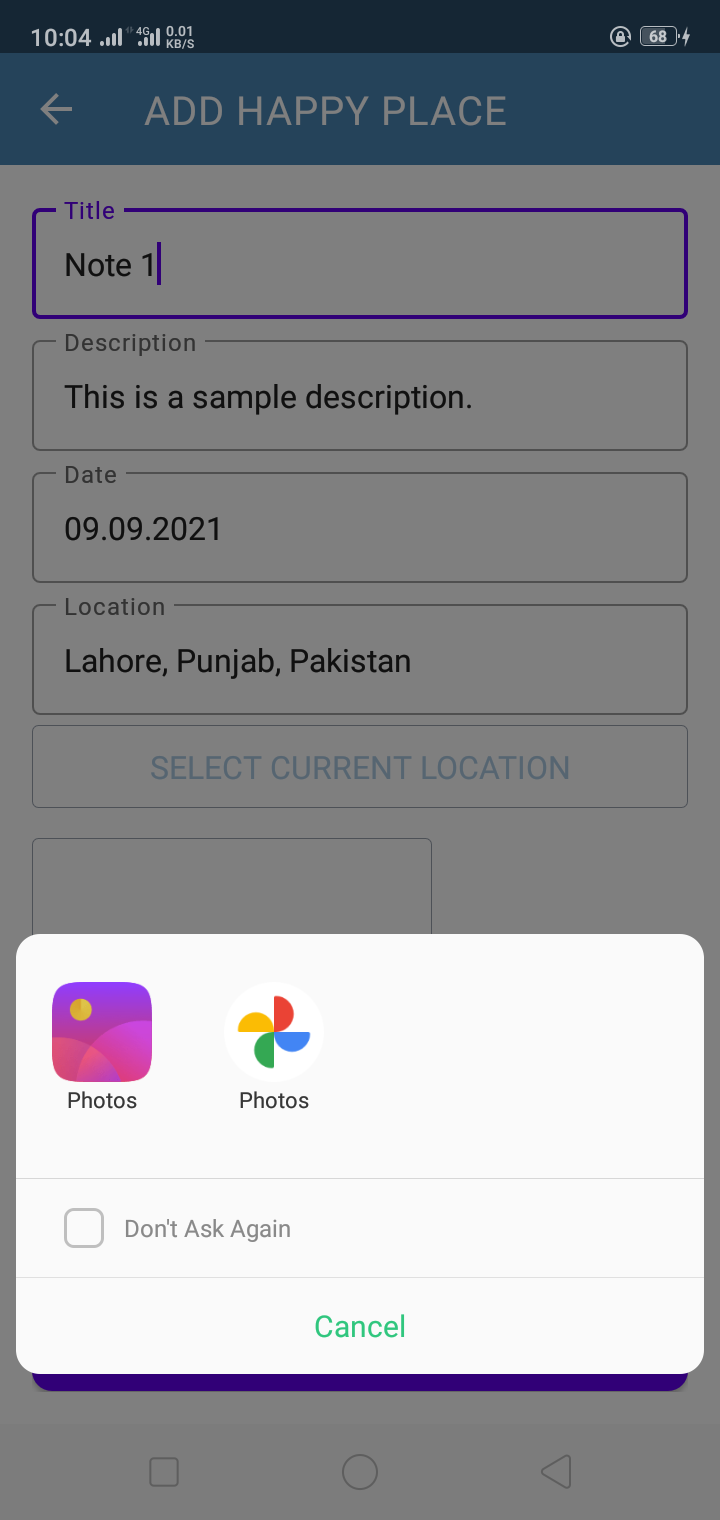 10:04 4G 0.01 KB/S 68
ADD HAPPY PLACE
Title
Note 1
Description
This is a sample description.
Date
09.09.2021
Location
Lahore, Punjab, Pakistan
SELECT CURRENT LOCATION
Photos Photos
Don't Ask Again
Cancel